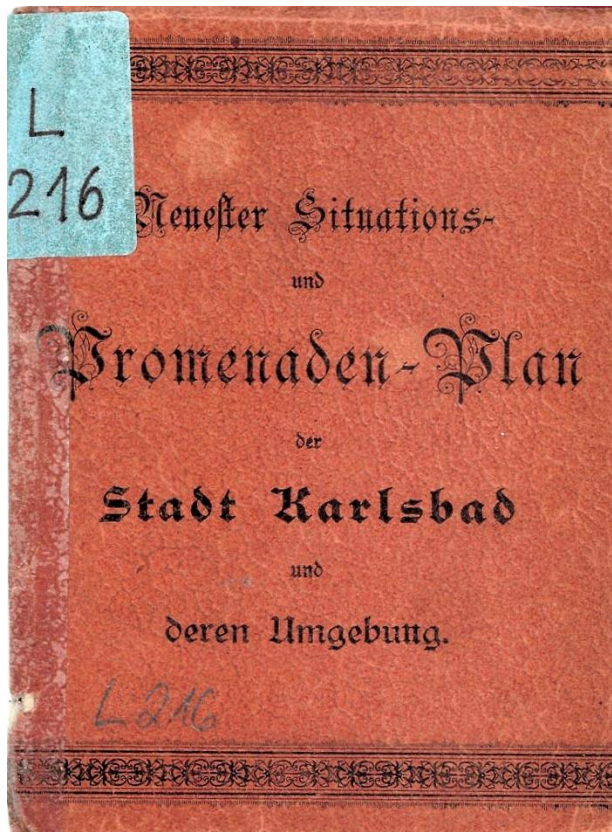 L
216
Neuester Situations-
und
Promenaden-Plan
der
Stadt Karlsbad
und
deren Umgebung.
L 216